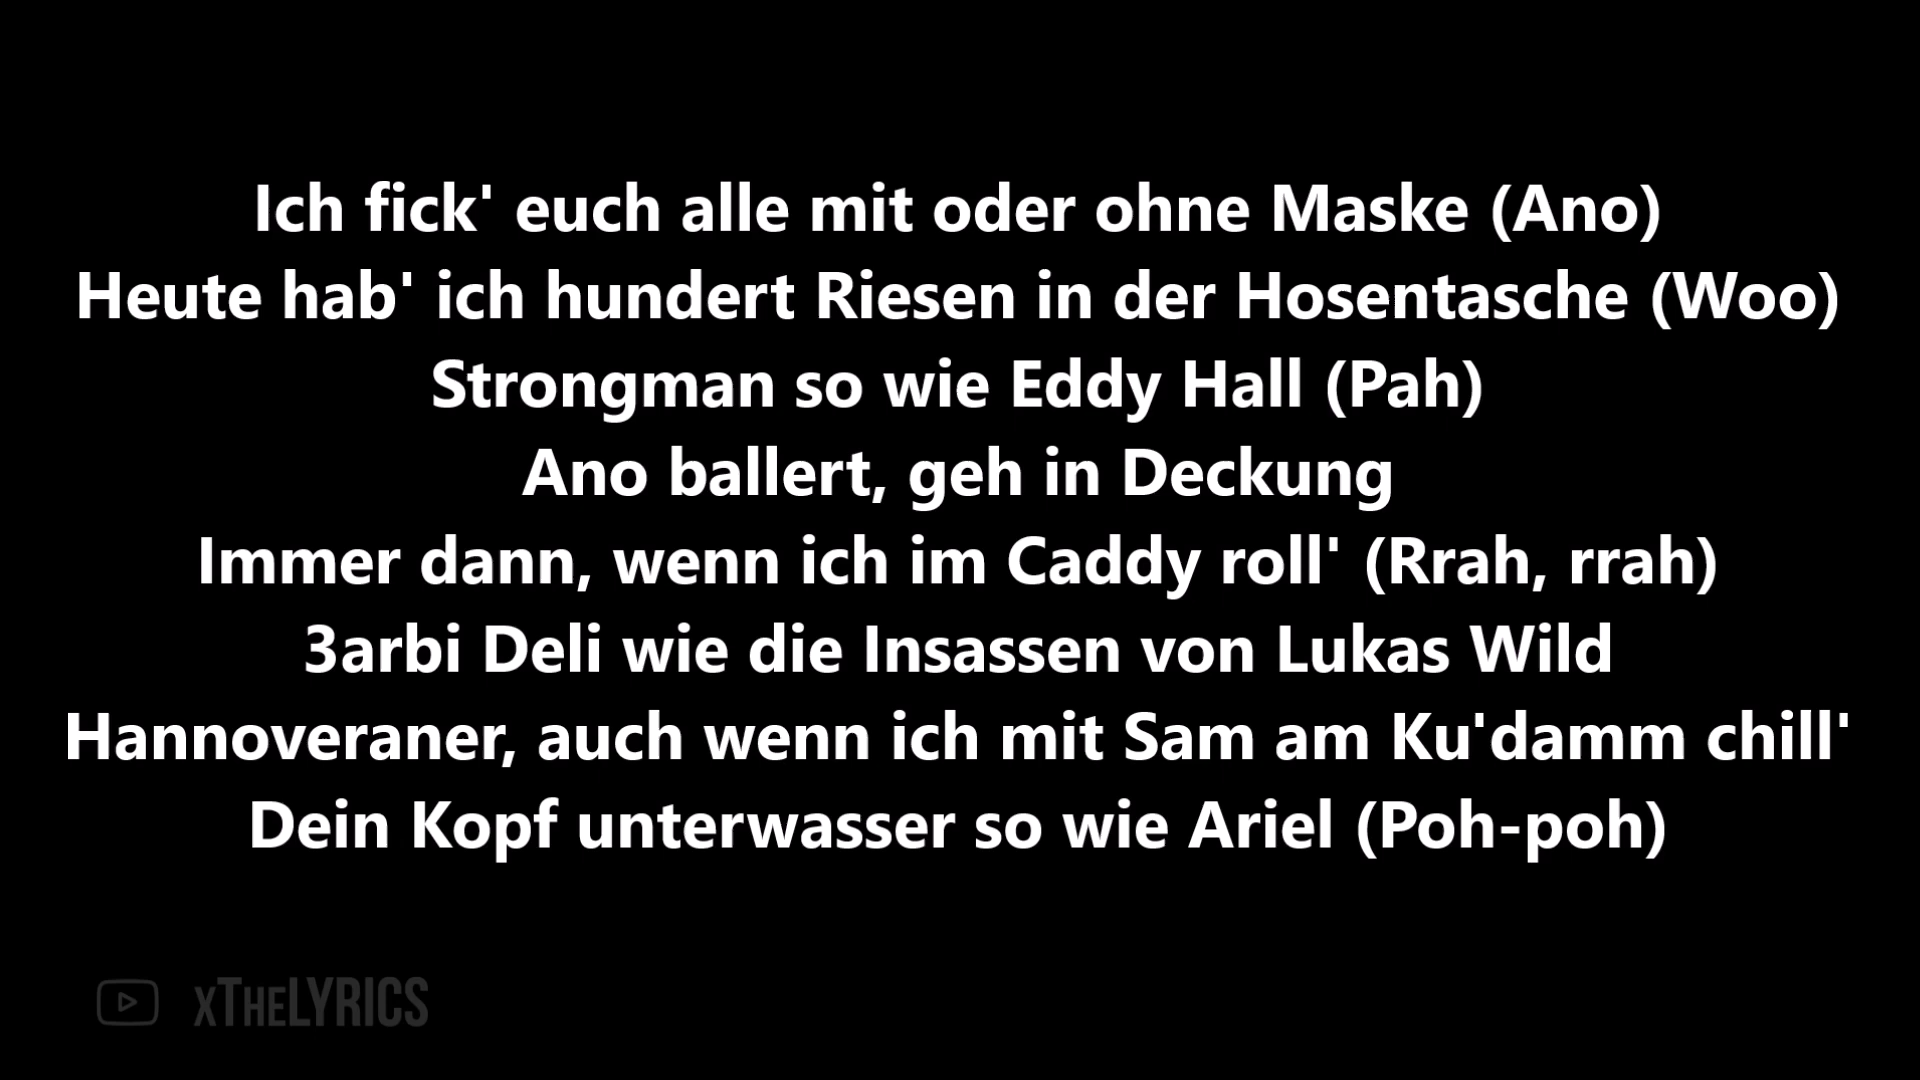 Ich fick' euch alle mit oder ohne Maske (Ano)
Heute hab' ich hundert Riesen in der Hosentasche (Woo)
Strongman so wie Eddy Hall (Pah)
Ano ballert, geh in Deckung
Immer dann, wenn ich im Caddy roll' (Rrah, rrah)
3arbi Deli wie die Insassen von Lukas Wild
Hannoveraner, auch wenn ich mit Sam am Ku'damm chill'
Dein Kopf unterwasser so wie Ariel (Poh-poh)
xTheLYRICS